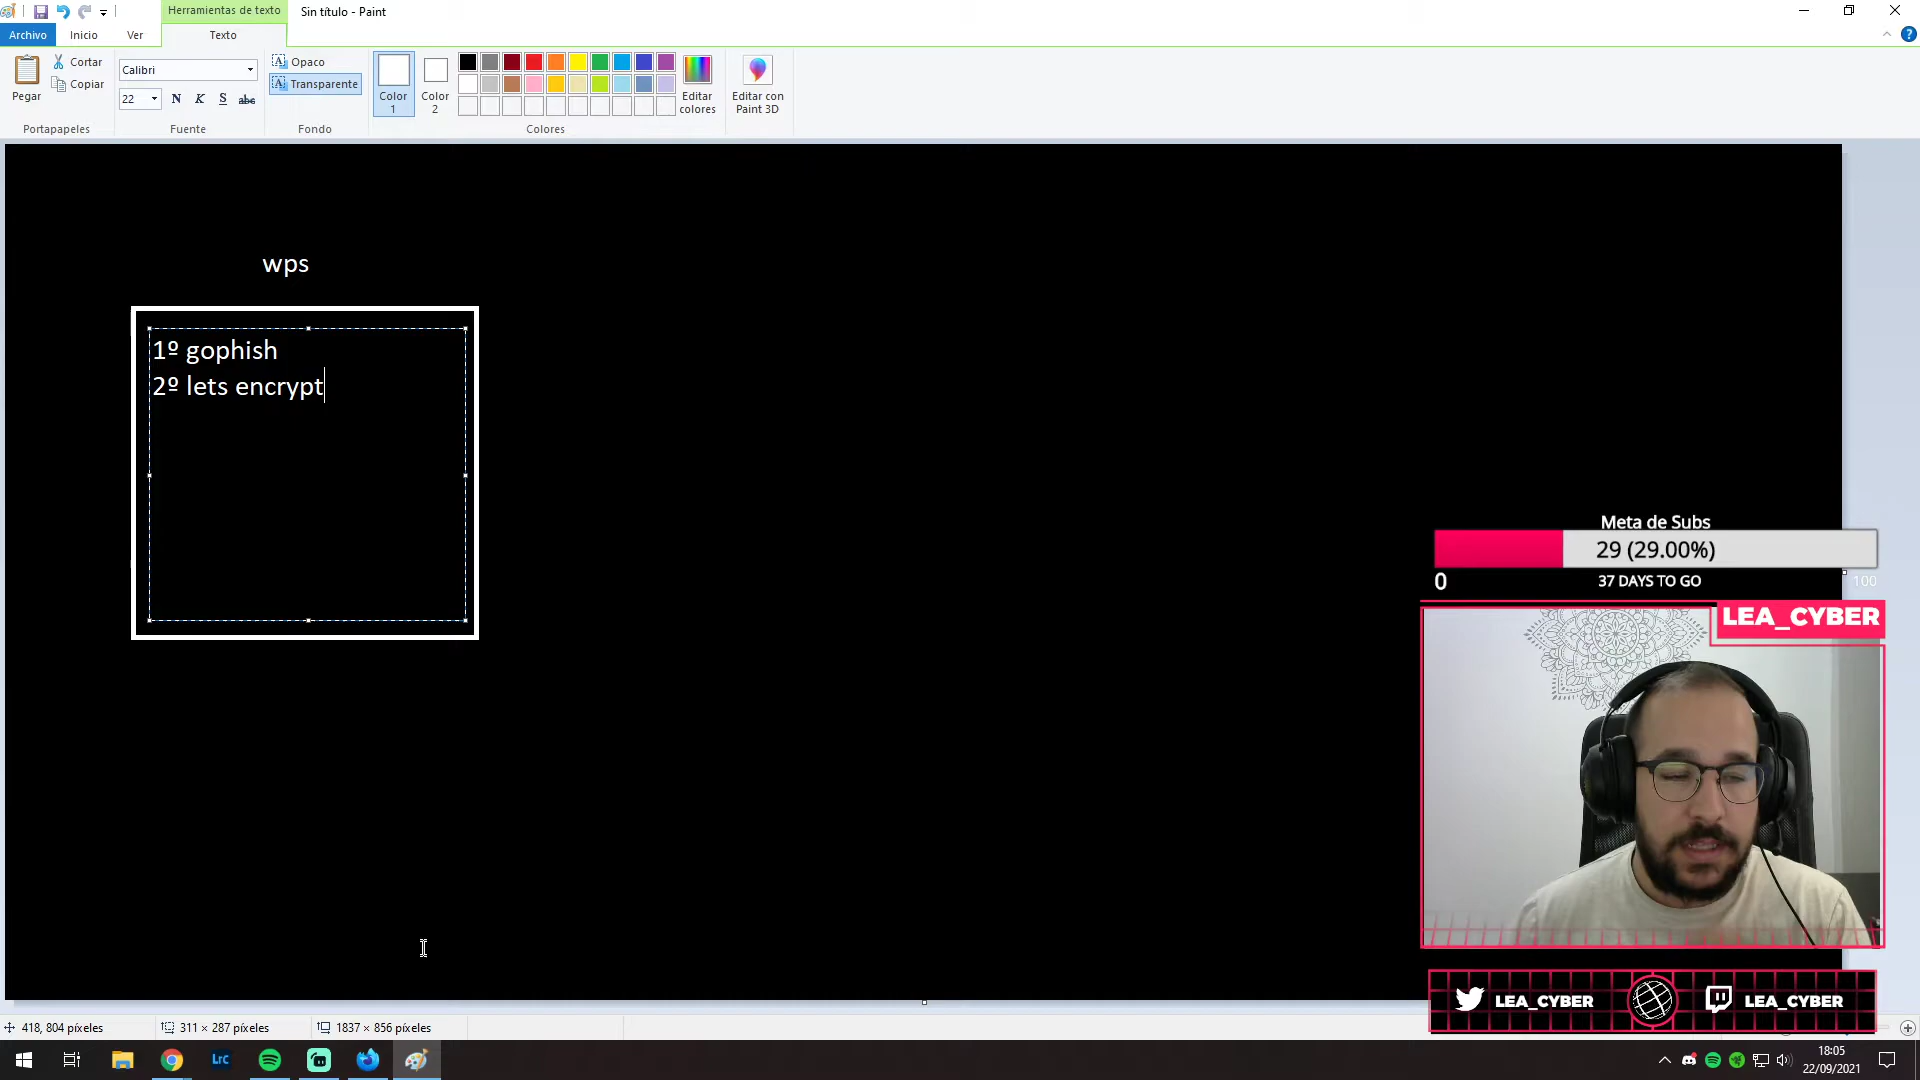 Herramientas de texto
Sin título - Paint
Archivo
Inicio
Ver
Texto
Pegar
Cortar
Copiar
Portapapeles
Calibri
22
N
K
S
abc
Fuente
Opaco
Transparente
Fondo
Color
1
Color
2
Editar
colores
Colores
Editar con
Paint 3D
wps
1º gophish
2º lets encrypt
Meta de Subs
29 (29.00%)
0
37 DAYS TO GO
100
LEA_CYBER
LEA_CYBER
LEA_CYBER
418, 804 píxeles
311 × 287 píxeles
1837 × 856 píxeles
Lrc
18:05
22/09/2021